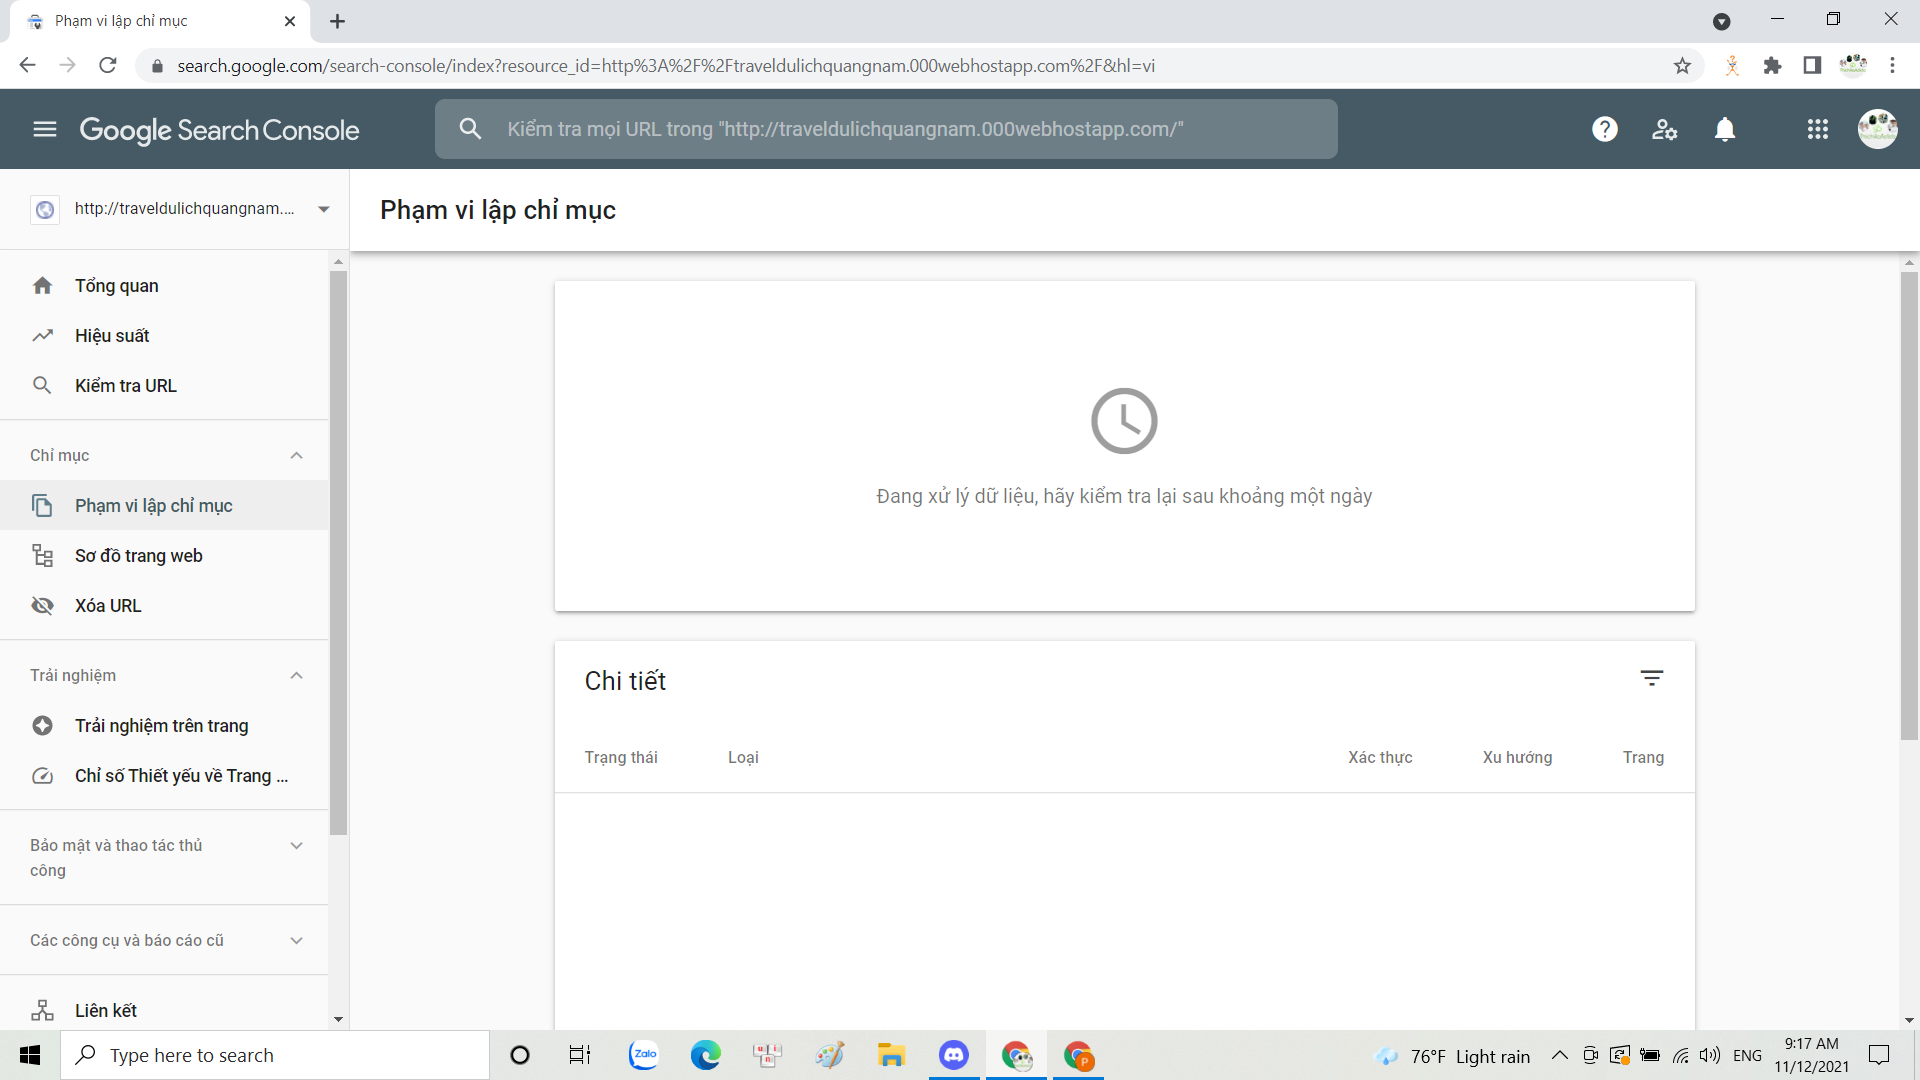 Phạm vi lập chỉ mục
search.google.com/search-console/index?resource_id=http%3A%2F%2Ftraveldulichquangnam.000webhostapp.com%2F&hl=vi
Google Search Console
Kiểm tra mọi URL trong "http://traveldulichquangnam.000webhostapp.com/"
http://traveldulichquangnam....
Phạm vi lập chỉ mục
Tổng quan
Hiệu suất
Kiểm tra URL
Chỉ mục
Phạm vi lập chỉ mục
Sơ đồ trang web
Xóa URL
Trải nghiệm
Trải nghiệm trên trang
Chỉ số Thiết yếu về Trang ...
Bảo mật và thao tác thủ
công
Các công cụ và báo cáo cũ
Liên kết
Đang xử lý dữ liệu, hãy kiểm tra lại sau khoảng một ngày
Chi tiết
Trạng thái Loại Xác thực Xu hướng Trang
Type here to search
Zalo
76°F Light rain
ENG
9:17 AM
11/12/2021